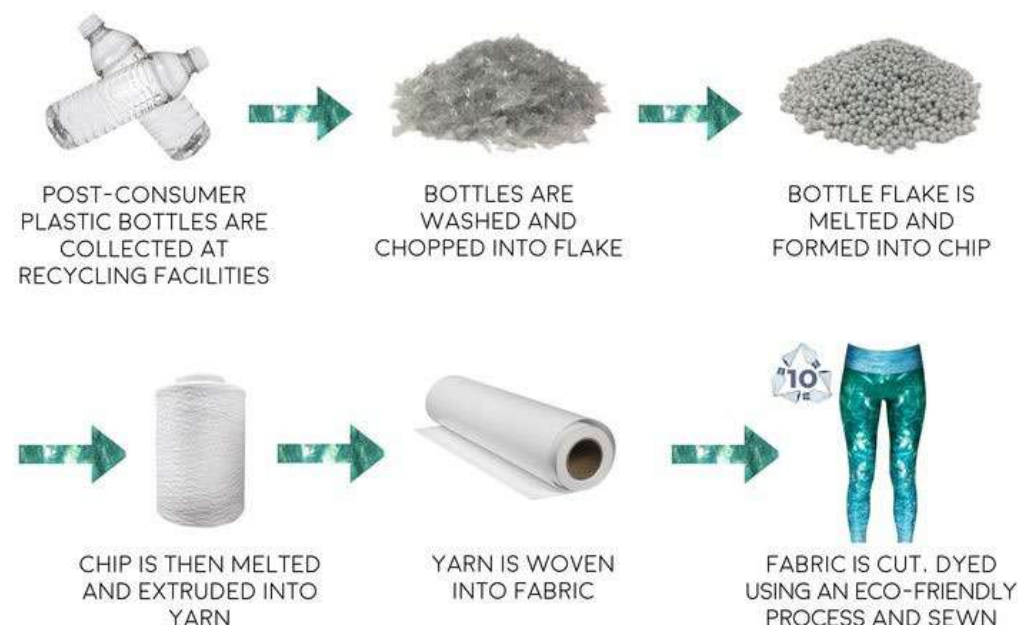 POST-CONSUMER
PLASTIC BOTTLES ARE
COLLECTED AT
RECYCLING FACILITIES
BOTTLES ARE
WASHED AND
CHOPPED INTO FLAKE
BOTTLE FLAKE IS
MELTED AND
FORMED INTO CHIP
10
CHIP IS THEN MELTED
AND EXTRUDED INTO
YARN
YARN IS WOVEN
INTO FABRIC
FABRIC IS CUT. DYED
USING AN ECO-FRIENDLY
PROCESS AND SEWN